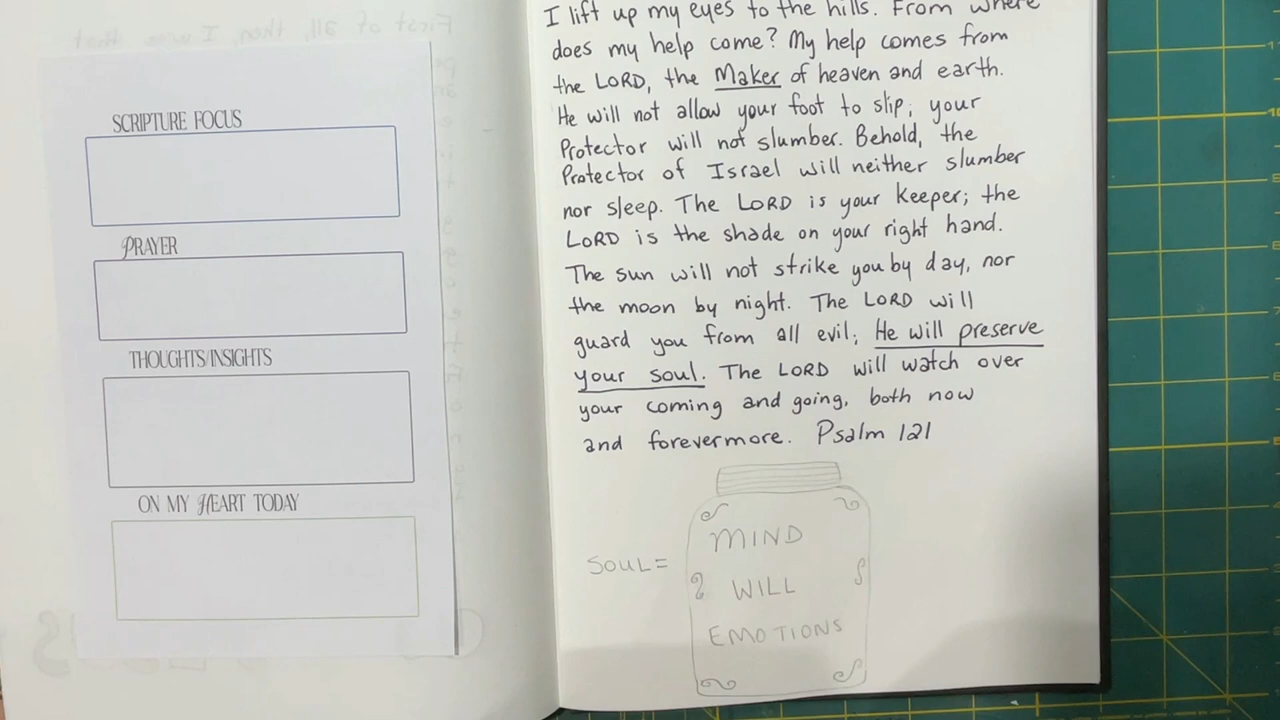 SCRIPTURE FOCUS
PRAYER
THOUGHTS/INSIGHTS
ON MY HEART TODAY
I lift up my eyes to the hills. From where
does my help come? My help comes from
the LORD, the Maker of heaven and earth.
He will not allow your foot to slip; your
Protector will not slumber. Behold, the
Protector of Israel will neither slumber
nor sleep. The LORD is your keeper; the
LORD is the shade on your right hand.
The sun will not strike you by day, nor
the moon by night. The LORD will
guard you from all evil; He will preserve
your soul. The LORD will watch over
your coming and going, both now
and forevermore. Psalm 121
SOUL=
MIND
WILL
EMOTIONS